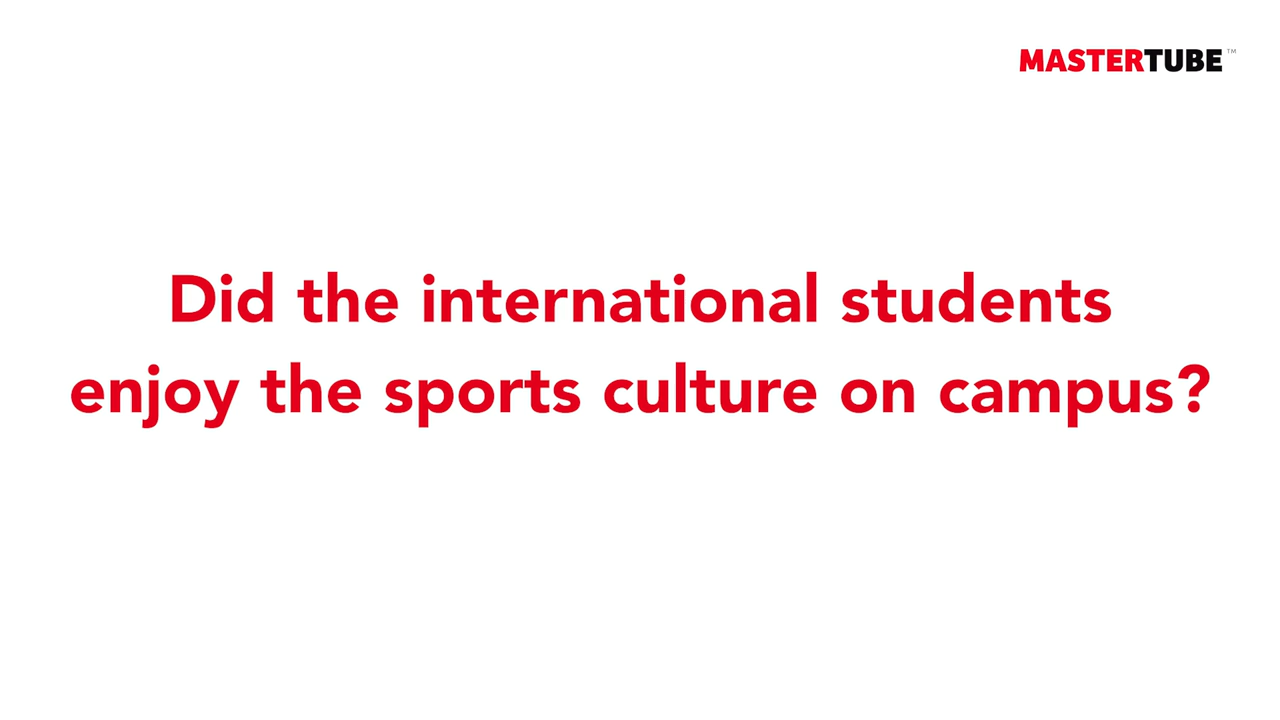 MASTERTUBE™
Did the international students
enjoy the sports culture on campus?